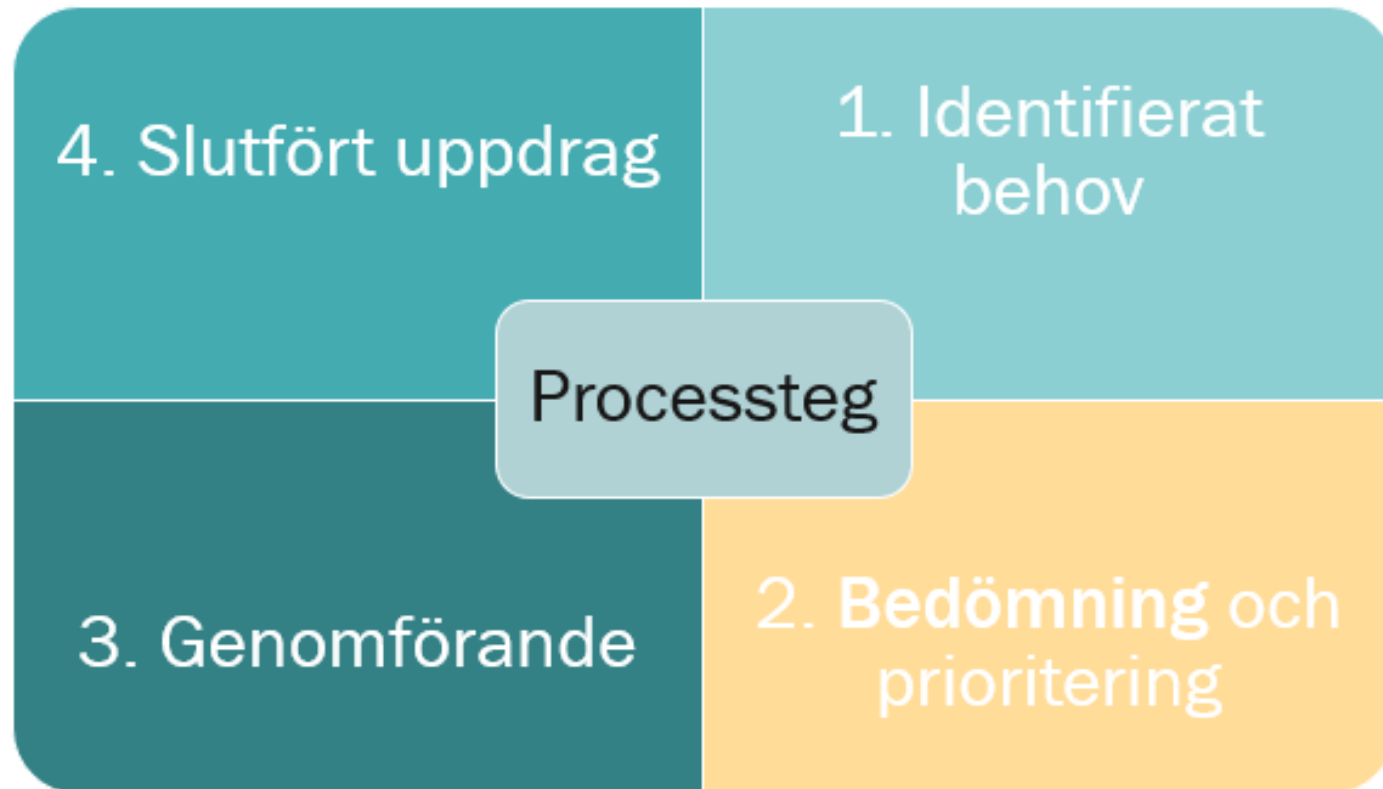 4. Slutfört uppdrag
1. Identifierat
behov
Processteg
3. Genomförande
2. Bedömning och
prioritering